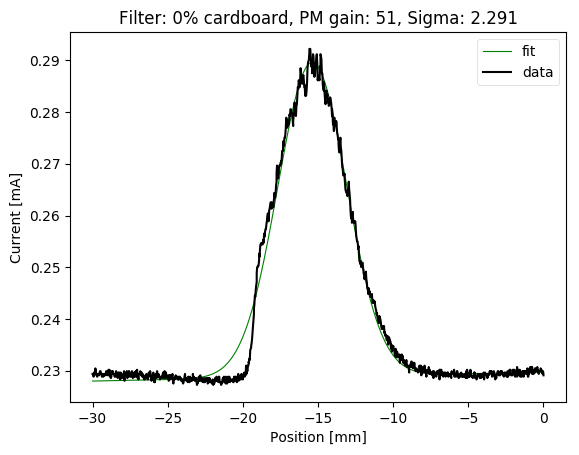 Filter: 0% cardboard, PM gain: 51, Sigma: 2.291
fit
data
Current [mA]
0.29
0.28
0.27
0.26
0.25
0.24
0.23
−30
−25
−20
−15
−10
−5
0
Position [mm]